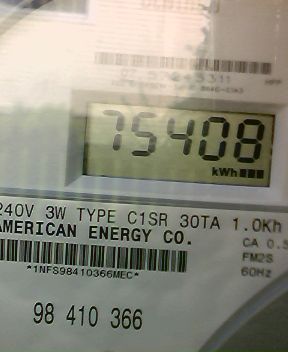 75408
kWh
240V 3W TYPE C1SR 30TA 1.0Kh
AMERICAN ENERGY CO.
CA 0.5
FM2S
*1NFS98410366MEC*
60Hz
98 410 366